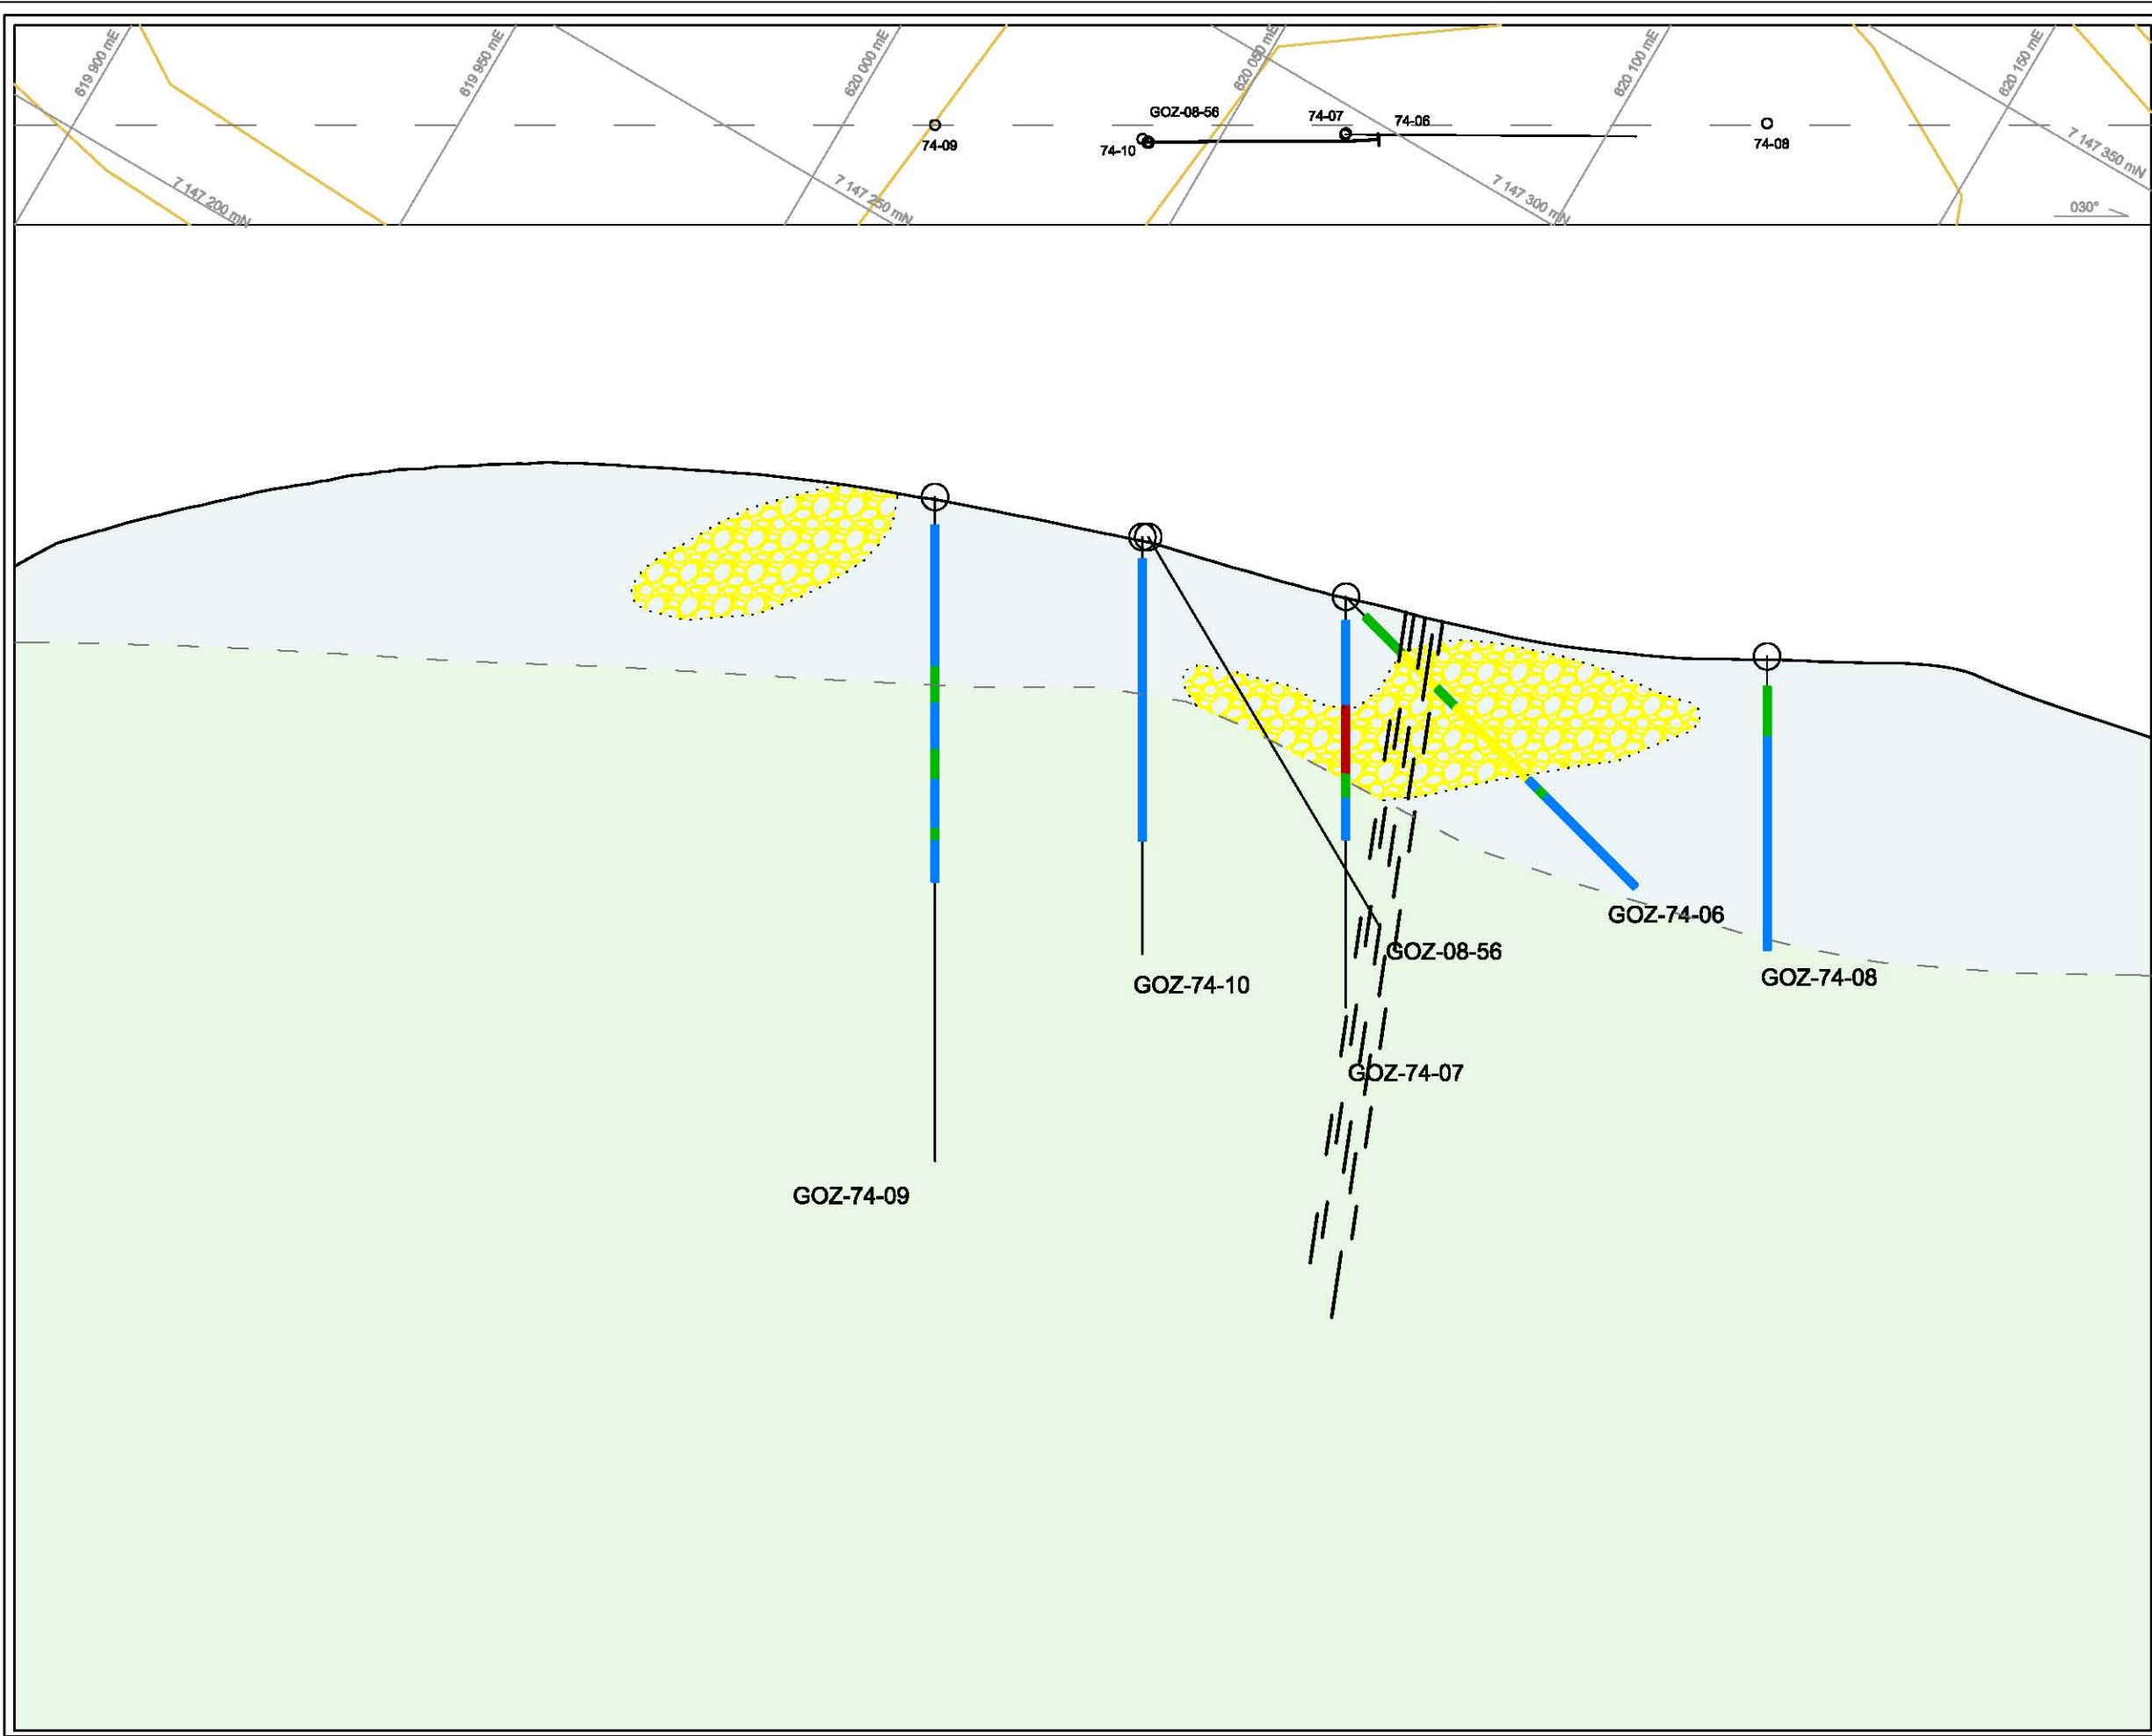 619 900 mE
619 950 mE
620 000 mE
620 050 mE
620 100 mE
620 150 mE
GOZ-08-56
74-07
74-06
74-09
74-10
74-08
7 147 200 mN
7 147 250 mN
7 147 300 mN
7 147 350 mN
030°
GOZ-74-06
GOZ-08-56
GOZ-74-08
GOZ-74-10
GOZ-74-07
GOZ-74-09